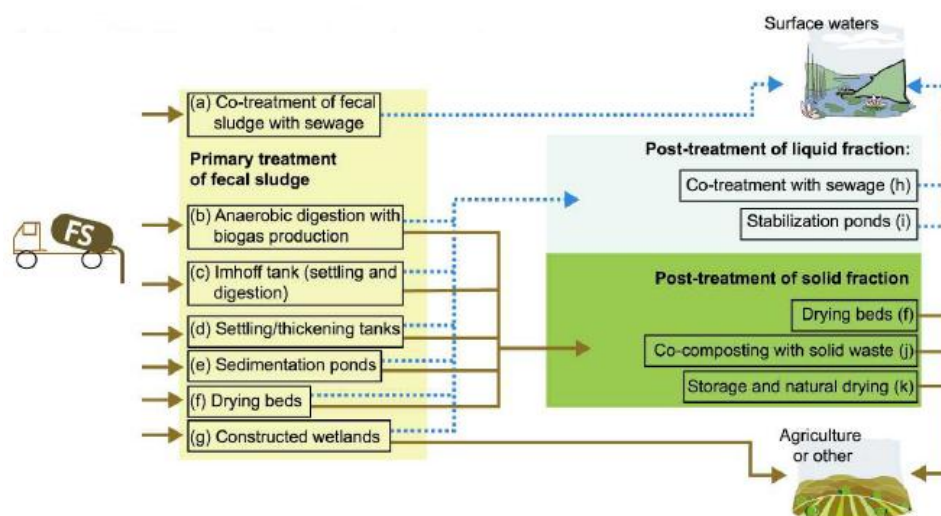 Surface waters
(a) Co-treatment of fecal
sludge with sewage
Primary treatment
of fecal sludge
Post-treatment of liquid fraction:
Co-treatment with sewage (h)
Stabilization ponds (i)
(b) Anaerobic digestion with
biogas production
FS
(c) Imhoff tank (settling and
digestion)
Post-treatment of solid fraction
(d) Settling/thickening tanks
Drying beds (f)
(e) Sedimentation ponds
Co-composting with solid waste (j)
Storage and natural drying (k)
(f) Drying beds
(g) Constructed wetlands
Agriculture
or other